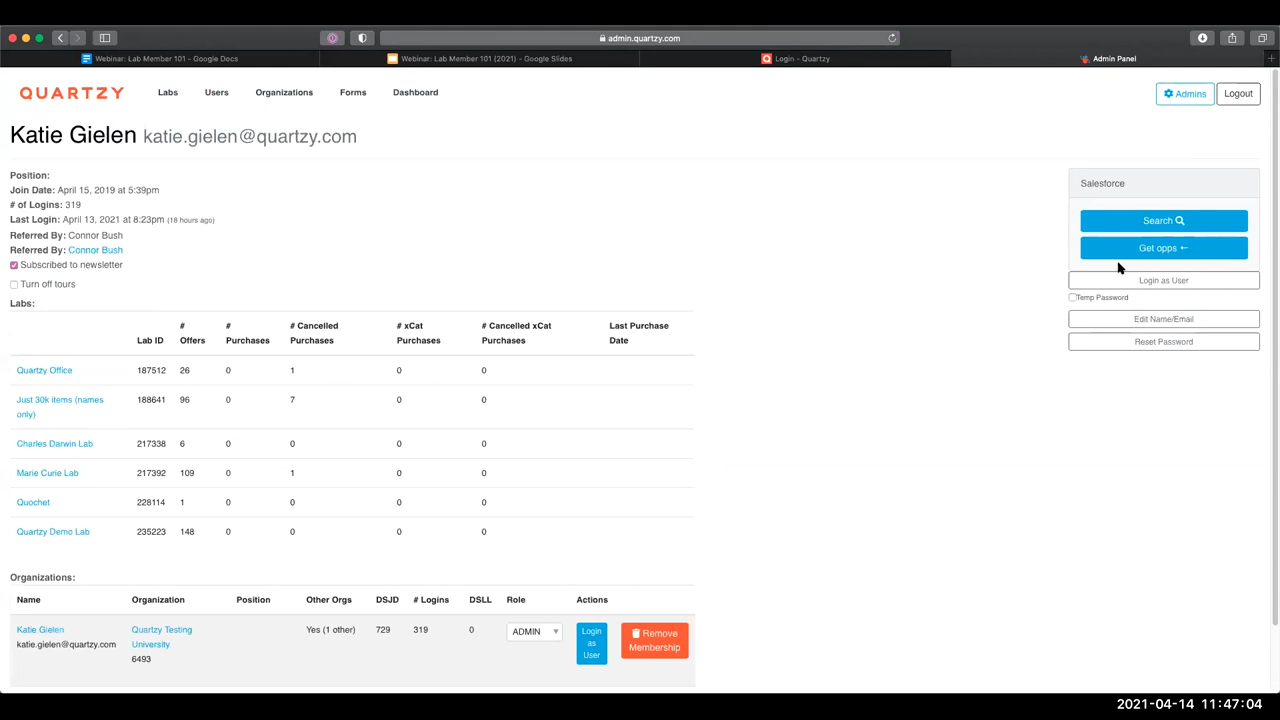 admin.quartzy.com
Webinar: Lab Member 101 - Google Docs
Webinar: Lab Member 101 (2021) - Google Slides
Login - Quartzy
Admin Panel
QUARTZY Labs Users Organizations Forms Dashboard Admins Logout
Katie Gielen katie.gielen@quartzy.com
Position:
Join Date: April 15, 2019 at 5:39pm
# of Logins: 319
Last Login: April 13, 2021 at 8:23pm (18 hours ago)
Referred By: Connor Bush
Referred By: Connor Bush
Subscribed to newsletter
Turn off tours
Salesforce
Search
Get opps ←
Login as User
Temp Password
Edit Name/Email
Reset Password
Labs:
Lab ID # Offers # Purchases # Cancelled Purchases # xCat Purchases # Cancelled xCat Purchases Last Purchase Date
Quartzy Office 187512 26 0 1 0 0
Just 30k items (names only) 188641 96 0 7 0 0
Charles Darwin Lab 217338 6 0 0 0 0
Marie Curie Lab 217392 109 0 1 0 0
Quochet 228114 1 0 0 0 0
Quartzy Demo Lab 235223 148 0 0 0 0
Organizations:
Name Organization Position Other Orgs DSJD # Logins DSLL Role Actions
Katie Gielen Quartzy Testing Yes (1 other) 729 319 0 ADMIN Login as User Remove Membership
katie.gielen@quartzy.com University
6493
2021-04-14 11:47:04